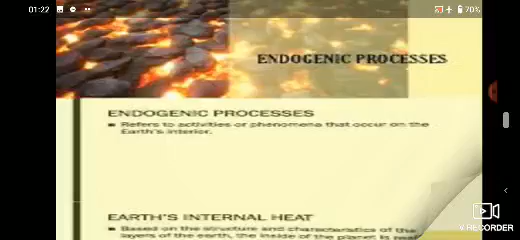 01:22
70%
ENDOGENIC PROCESSES
ENDOGENIC PROCESSES
Refers to activities or phenomena that occur on the
Earth's interior.
EARTH'S INTERNAL HEAT
Based on the structure and characteristics of the
layers of the earth, the inside of the planet is
V RECORDER